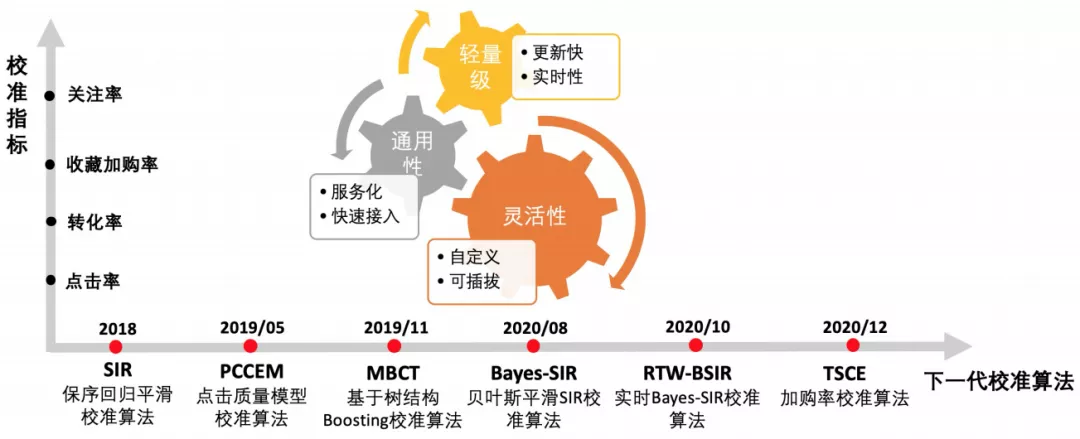 校
准
指
标
关注率
收藏加购率
转化率
点击率
轻量
级
• 更新快
• 实时性
通用
性
• 服务化
• 快速接入
灵活性
• 自定义
• 可插拔
2018
2019/05
2019/11
2020/08
2020/10
2020/12
SIR
保序回归平滑
校准算法
PCCEM
点击质量模型
校准算法
MBCT
基于树结构
Boosting校准算法
Bayes-SIR
贝叶斯平滑SIR校
准算法
RTW-BSIR
实时Bayes-SIR校准
算法
TSCE
加购率校准算法
下一代校准算法